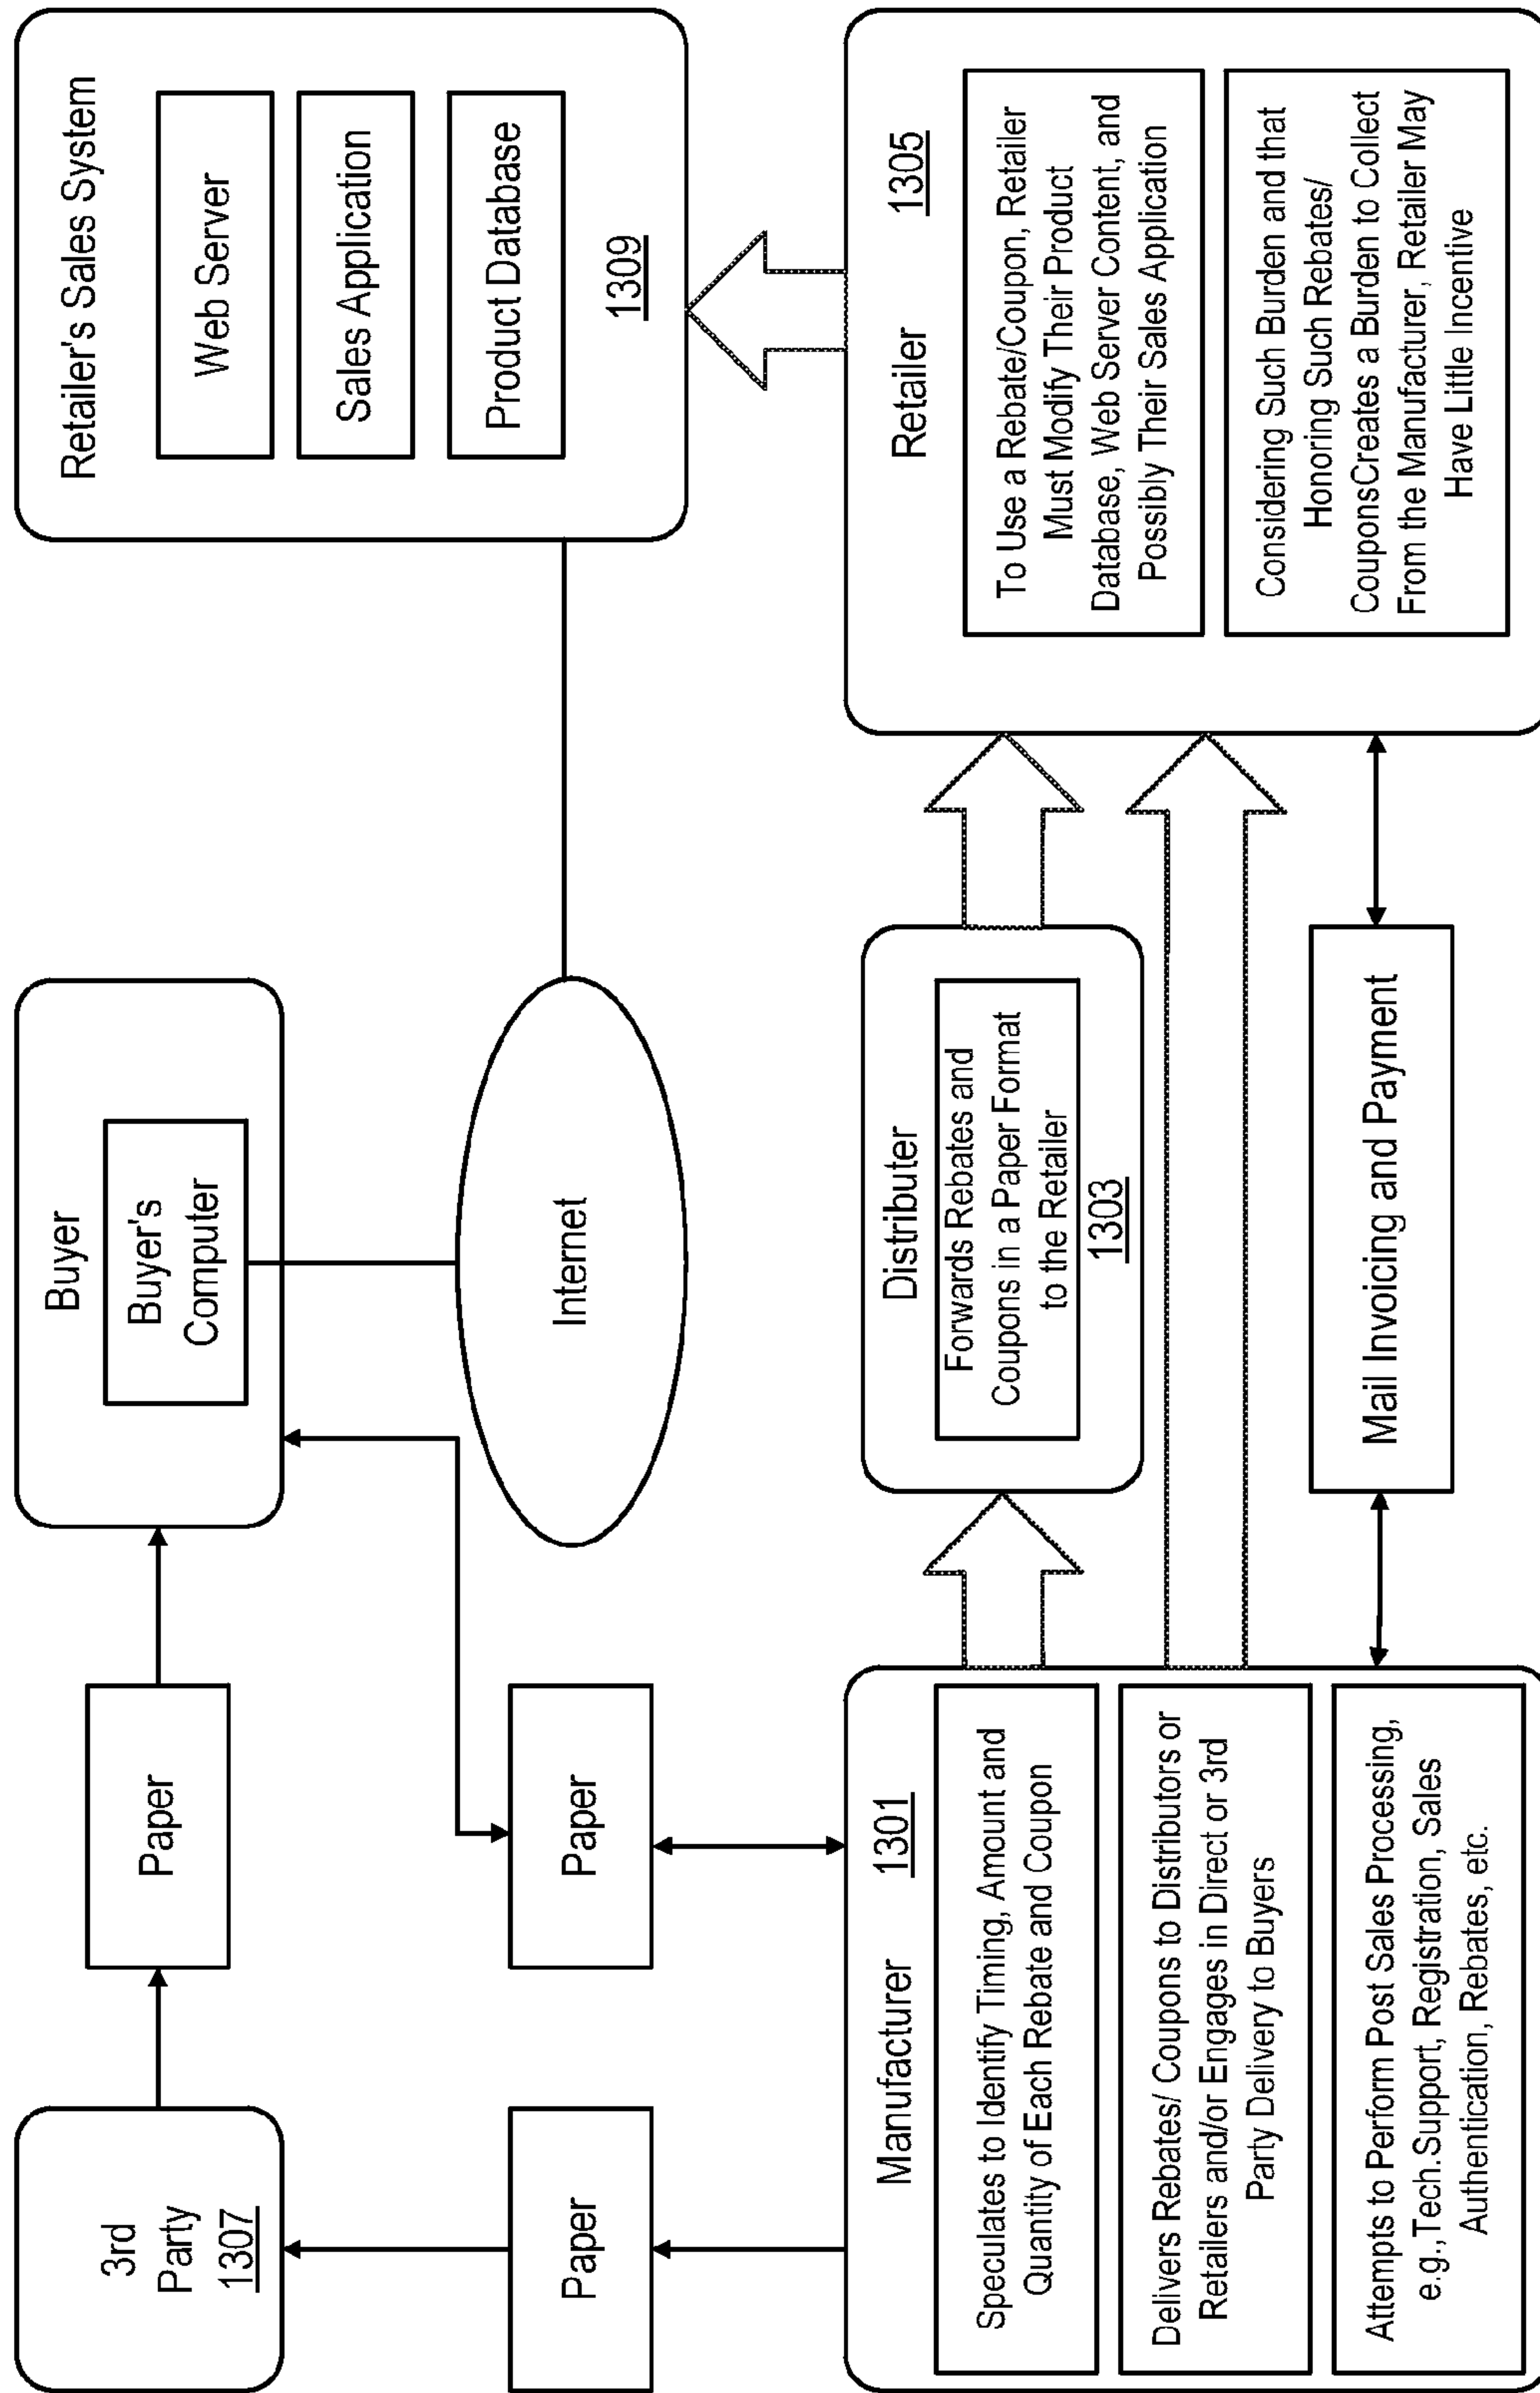 3rd
Party
1307
Paper
Buyer
Buyer's
Computer
Retailer's Sales System
Web Server
Sales Application
Product Database
1309
Paper
Paper
Internet
Manufacturer
1301
Speculates to Identify Timing, Amount and
Quantity of Each Rebate and Coupon
Delivers Rebates/ Coupons to Distributors or
Retailers and/or Engages in Direct or 3rd
Party Delivery to Buyers
Attempts to Perform Post Sales Processing,
e.g.,Tech.Support, Registration, Sales
Authentication, Rebates, etc.
Distributer
Forwards Rebates and
Coupons in a Paper Format
to the Retailer
1303
Mail Invoicing and Payment
Retailer
1305
To Use a Rebate/Coupon, Retailer
Must Modify Their Product
Database, Web Server Content, and
Possibly Their Sales Application
Considering Such Burden and that
Honoring Such Rebates/
CouponsCreates a Burden to Collect
From the Manufacturer, Retailer May
Have Little Incentive